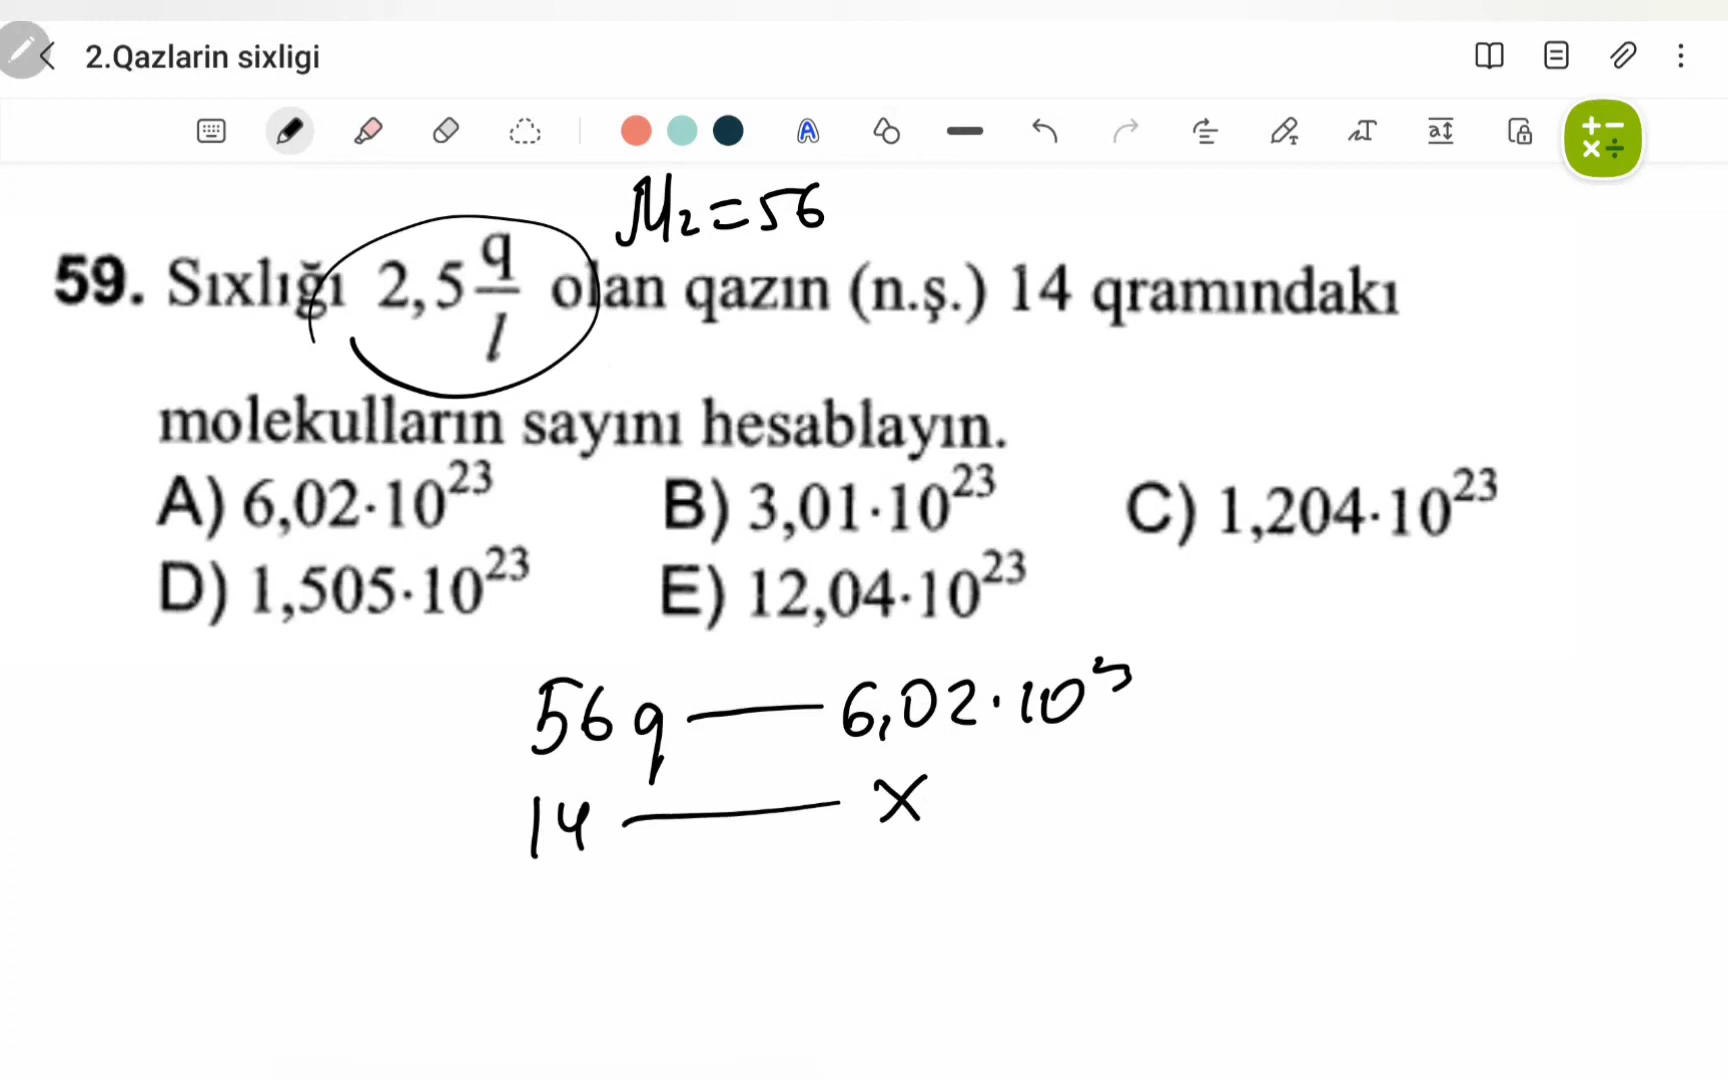 2.Qazlarin sixligi
M₂=56
59. Sıxlığı 2,5 q/l olan qazın (n.ş.) 14 qramındakı
molekulların sayını hesablayın.
A) 6,02·10²³ B) 3,01·10²³ C) 1,204·10²³
D) 1,505·10²³ E) 12,04·10²³
56 q — 6,02·10
14 — x